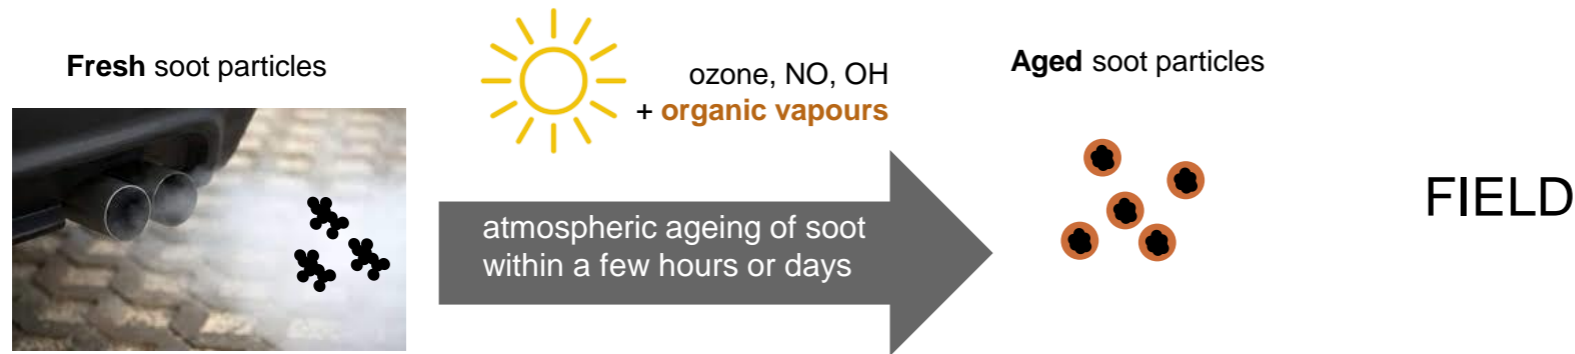 Fresh soot particles
ozone, NO, OH
+ organic vapours
atmospheric ageing of soot
within a few hours or days
Aged soot particles
FIELD